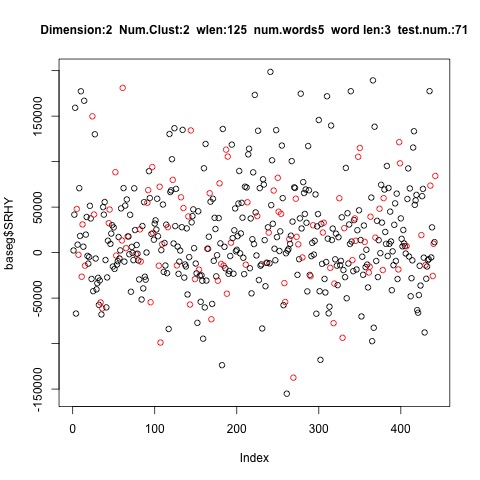 Dimension:2 Num.Clust:2 wlen:125 num.words5 word len:3 test.num.:71
baseg$SRHY
150000
50000
0
-50000
-150000
0 100 200 300 400
Index